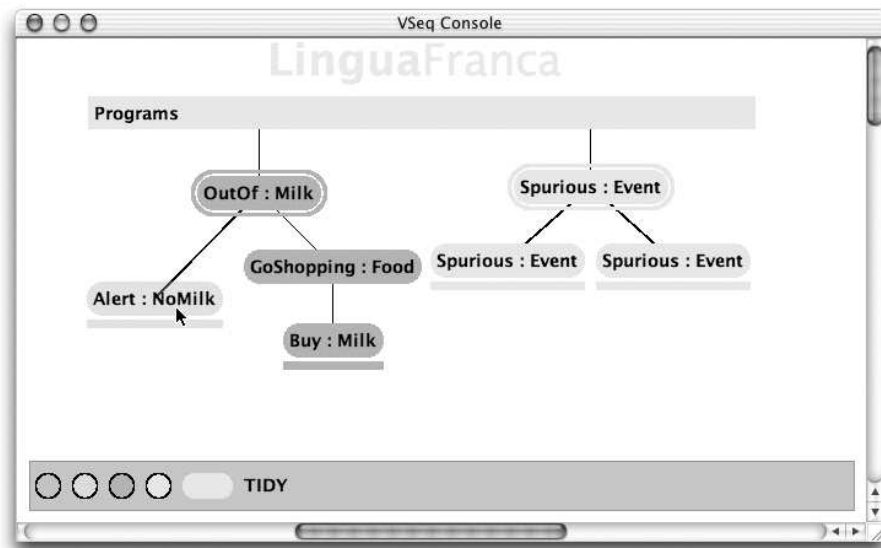 VSeq Console
LinguaFranca
Programs
OutOf : Milk
Spurious : Event
GoShopping : Food
Spurious : Event
Spurious : Event
Alert : NoMilk
Buy : Milk
TIDY